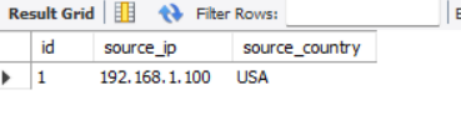 Result Grid Filter Rows: E
id source_ip source_country
1 192.168.1.100 USA